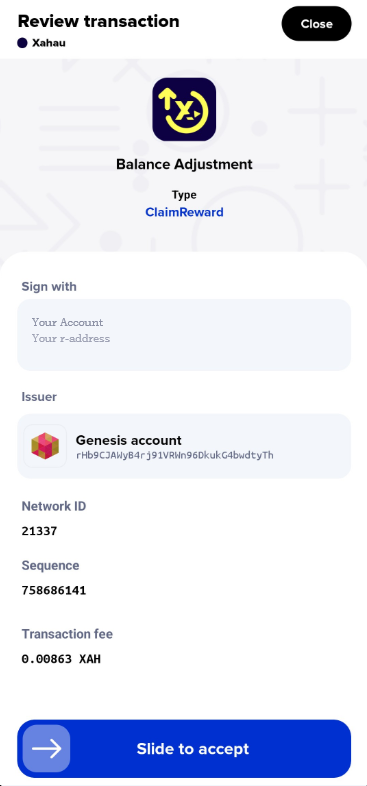 Review transaction
Close
Xahau
Balance Adjustment
Type
ClaimReward
Sign with
Your Account
Your r-address
Issuer
Genesis account
rHb9CJAWyB4rj91VRWn96DkukG4bwdtyTh
Network ID
21337
Sequence
758686141
Transaction fee
0.00863 XAH
Slide to accept